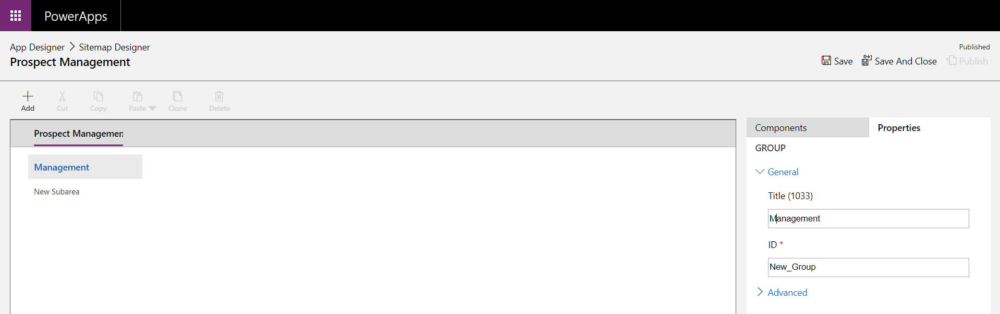 PowerApps
App Designer > Sitemap Designer
Prospect Management
Published
Save Save And Close Publish
Add Cut Copy Paste Clone Delete
Prospect Managemen
Management
New Subarea
Components Properties
GROUP
General
Title (1033)
Management
ID *
New_Group
Advanced